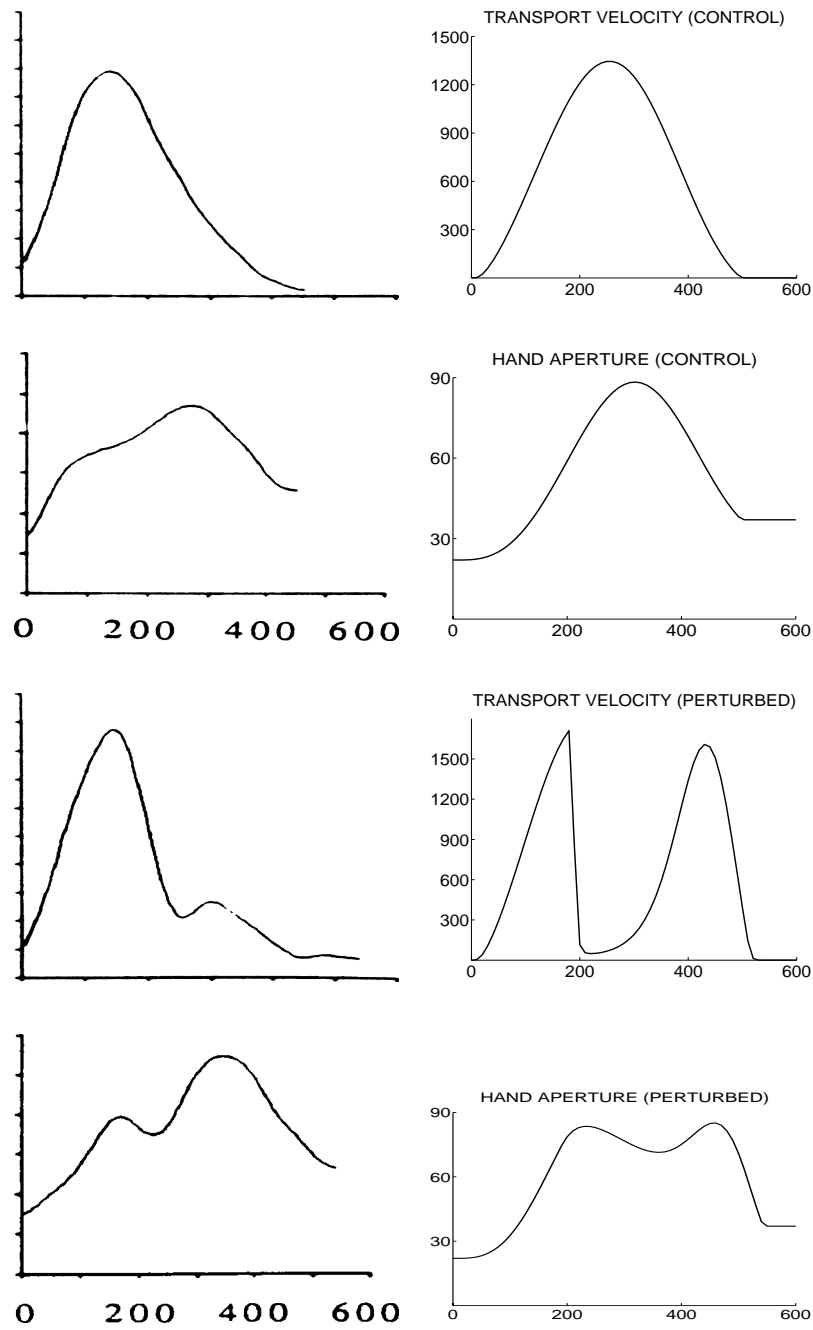 TRANSPORT VELOCITY (CONTROL)
1500
1200
900
600
300
0 200 400 600
HAND APERTURE (CONTROL)
90
60
30
0 200 400 600
0 200 400 600
TRANSPORT VELOCITY (PERTURBED)
1500
1200
900
600
300
0 200 400 600
HAND APERTURE (PERTURBED)
90
60
30
0 200 400 600
0 200 400 600